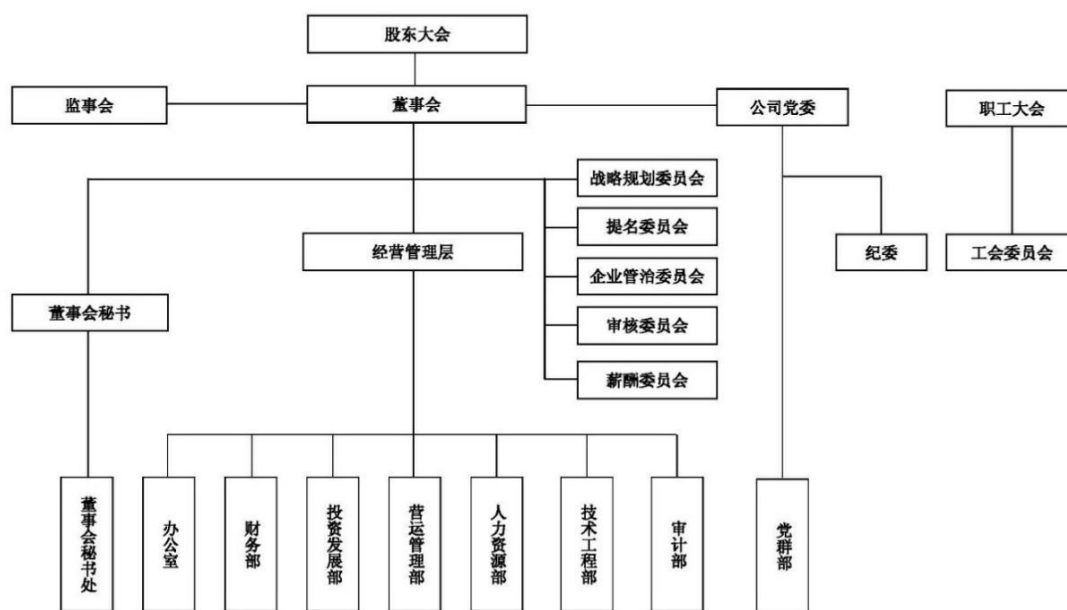 股东大会
监事会
董事会
公司党委
职工大会
战略规划委员会
提名委员会
经营管理层
纪委
工会委员会
企业管治委员会
董事会秘书
审核委员会
薪酬委员会
董事会秘书处
办公室
财务部
投资发展部
营运管理部
人力资源部
技术工程部
审计部
党群部